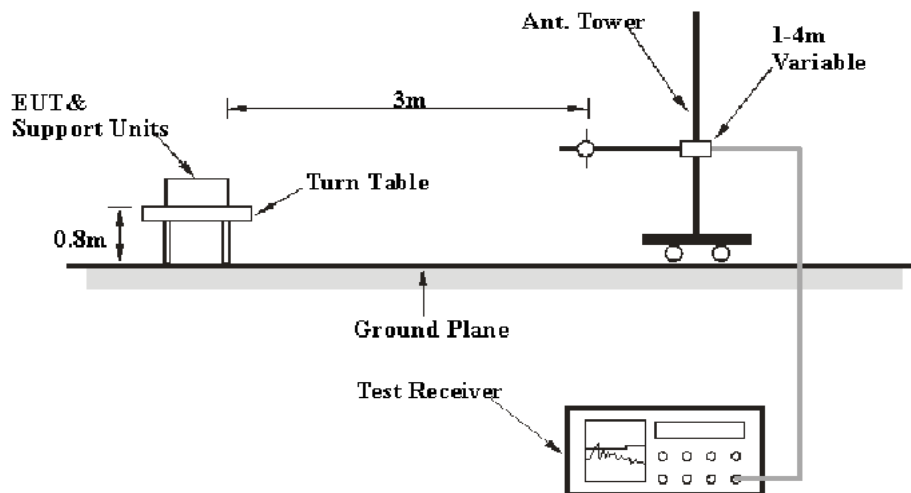 Ant. Tower
1-4m
Variable
3m
EUT&
Support Units
Turn Table
0.8m
Ground Plane
Test Receiver